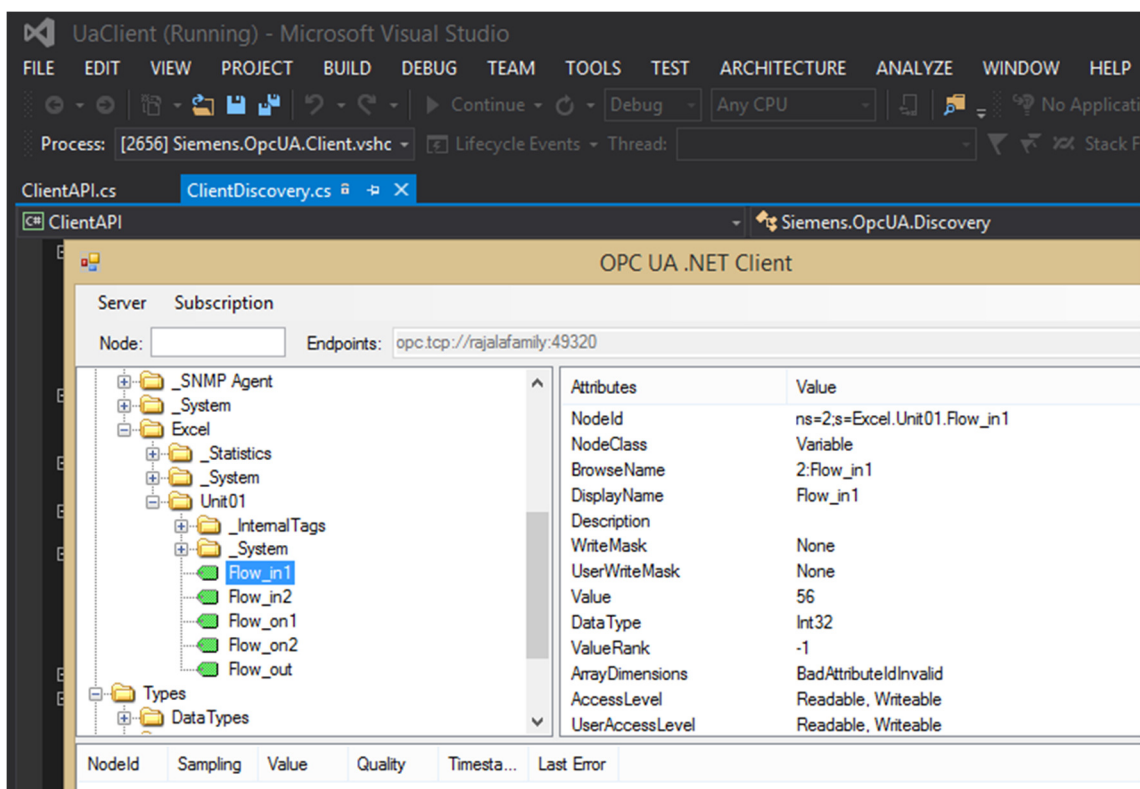 UaClient (Running) - Microsoft Visual Studio
FILE EDIT VIEW PROJECT BUILD DEBUG TEAM TOOLS TEST ARCHITECTURE ANALYZE WINDOW HELP
Continue Debug Any CPU No Applicati
Process: [2656] Siemens.OpcUA.Client.vshc Lifecycle Events Thread: Stack F
ClientAPI.cs ClientDiscovery.cs
C# ClientAPI Siemens.OpcUA.Discovery
OPC UA .NET Client
Server Subscription
Node: Endpoints: opc.tcp://rajalafamily:49320
_SNMP Agent
_System
Excel
_Statistics
_System
Unit01
_InternalTags
_System
Flow_in1
Flow_in2
Flow_on1
Flow_on2
Flow_out
Types
DataTypes
Attributes Value
NodeId ns=2;s=Excel.Unit01.Flow_in1
NodeClass Variable
BrowseName 2:Flow_in1
DisplayName Flow_in1
Description
WriteMask None
UserWriteMask None
Value 56
DataType Int32
ValueRank -1
ArrayDimensions BadAttributeIdInvalid
AccessLevel Readable, Writeable
UserAccessLevel Readable, Writeable
NodeId Sampling Value Quality Timesta... Last Error